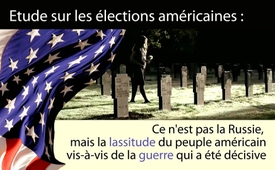 Etude sur les élections américaines :
Ce n'est pas la Russie,
mais la lassitude du peuple américain
vis-à-vis de la guerre qui a été décisive